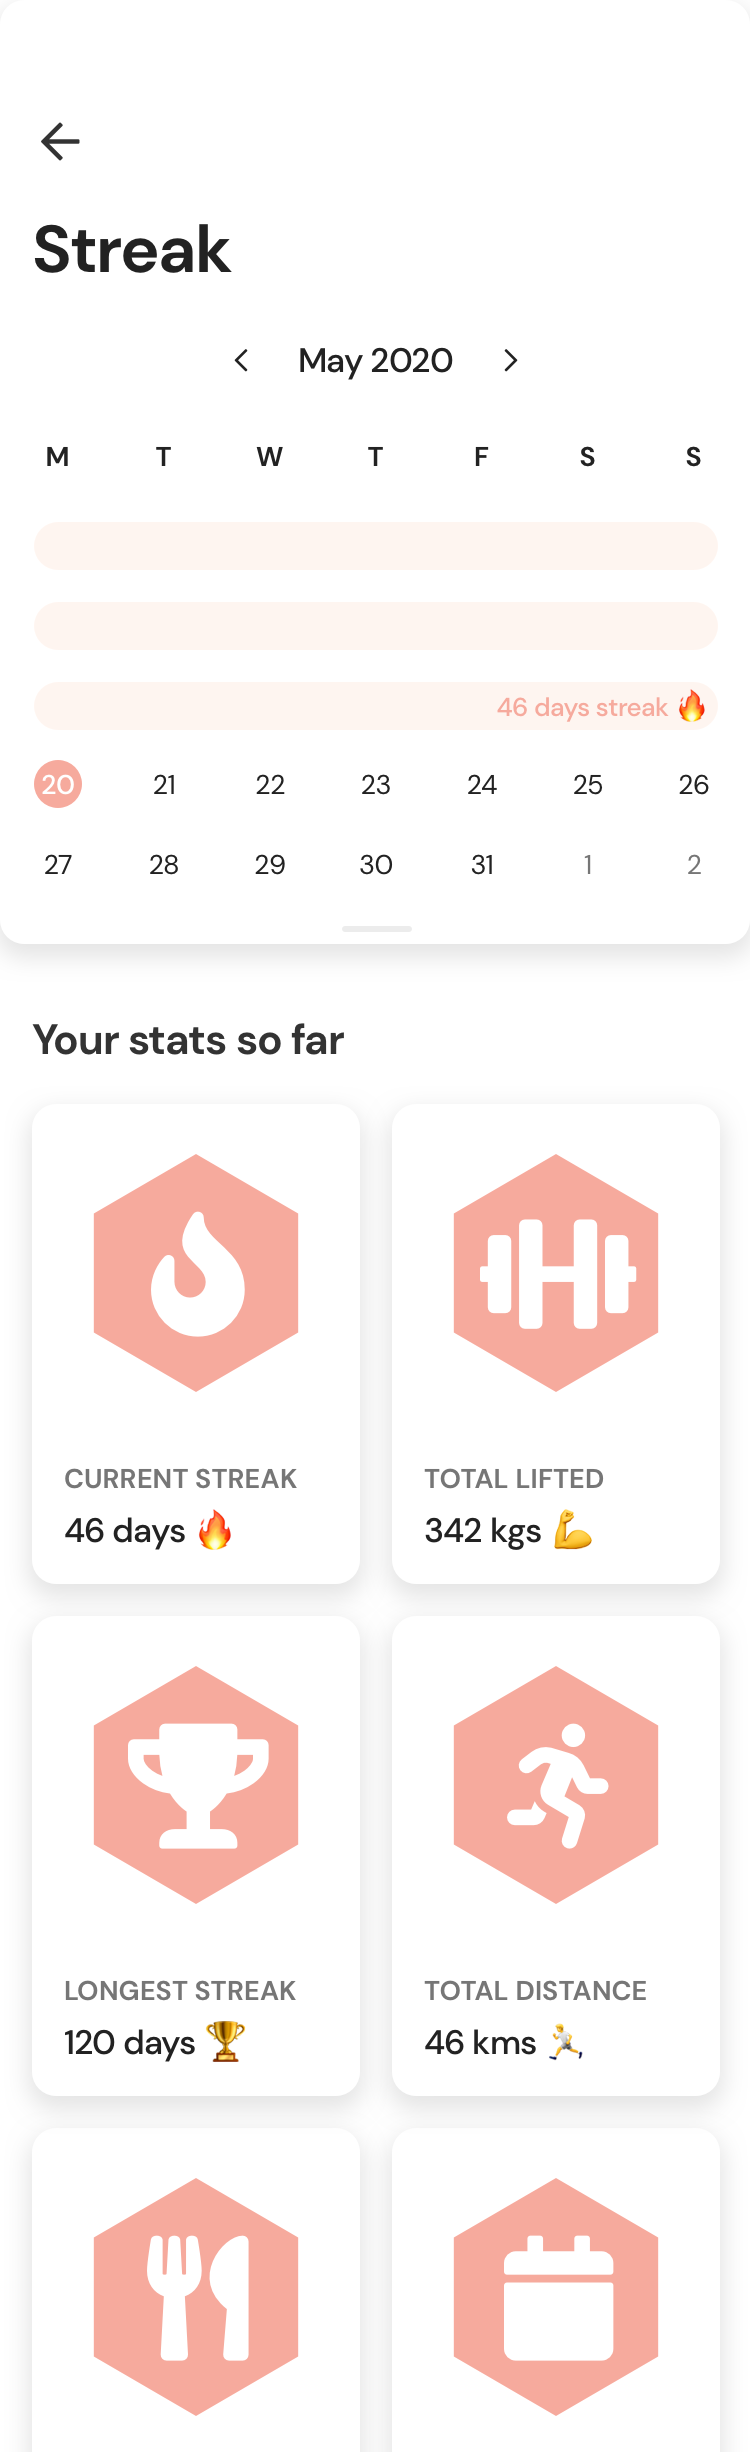 Streak
May 2020
M T W T F S S
46 days streak 🔥
20 21 22 23 24 25 26
27 28 29 30 31 1 2
Your stats so far
CURRENT STREAK
46 days 🔥
TOTAL LIFTED
342 kgs 💪
LONGEST STREAK
120 days 🏆
TOTAL DISTANCE
46 kms 🏃